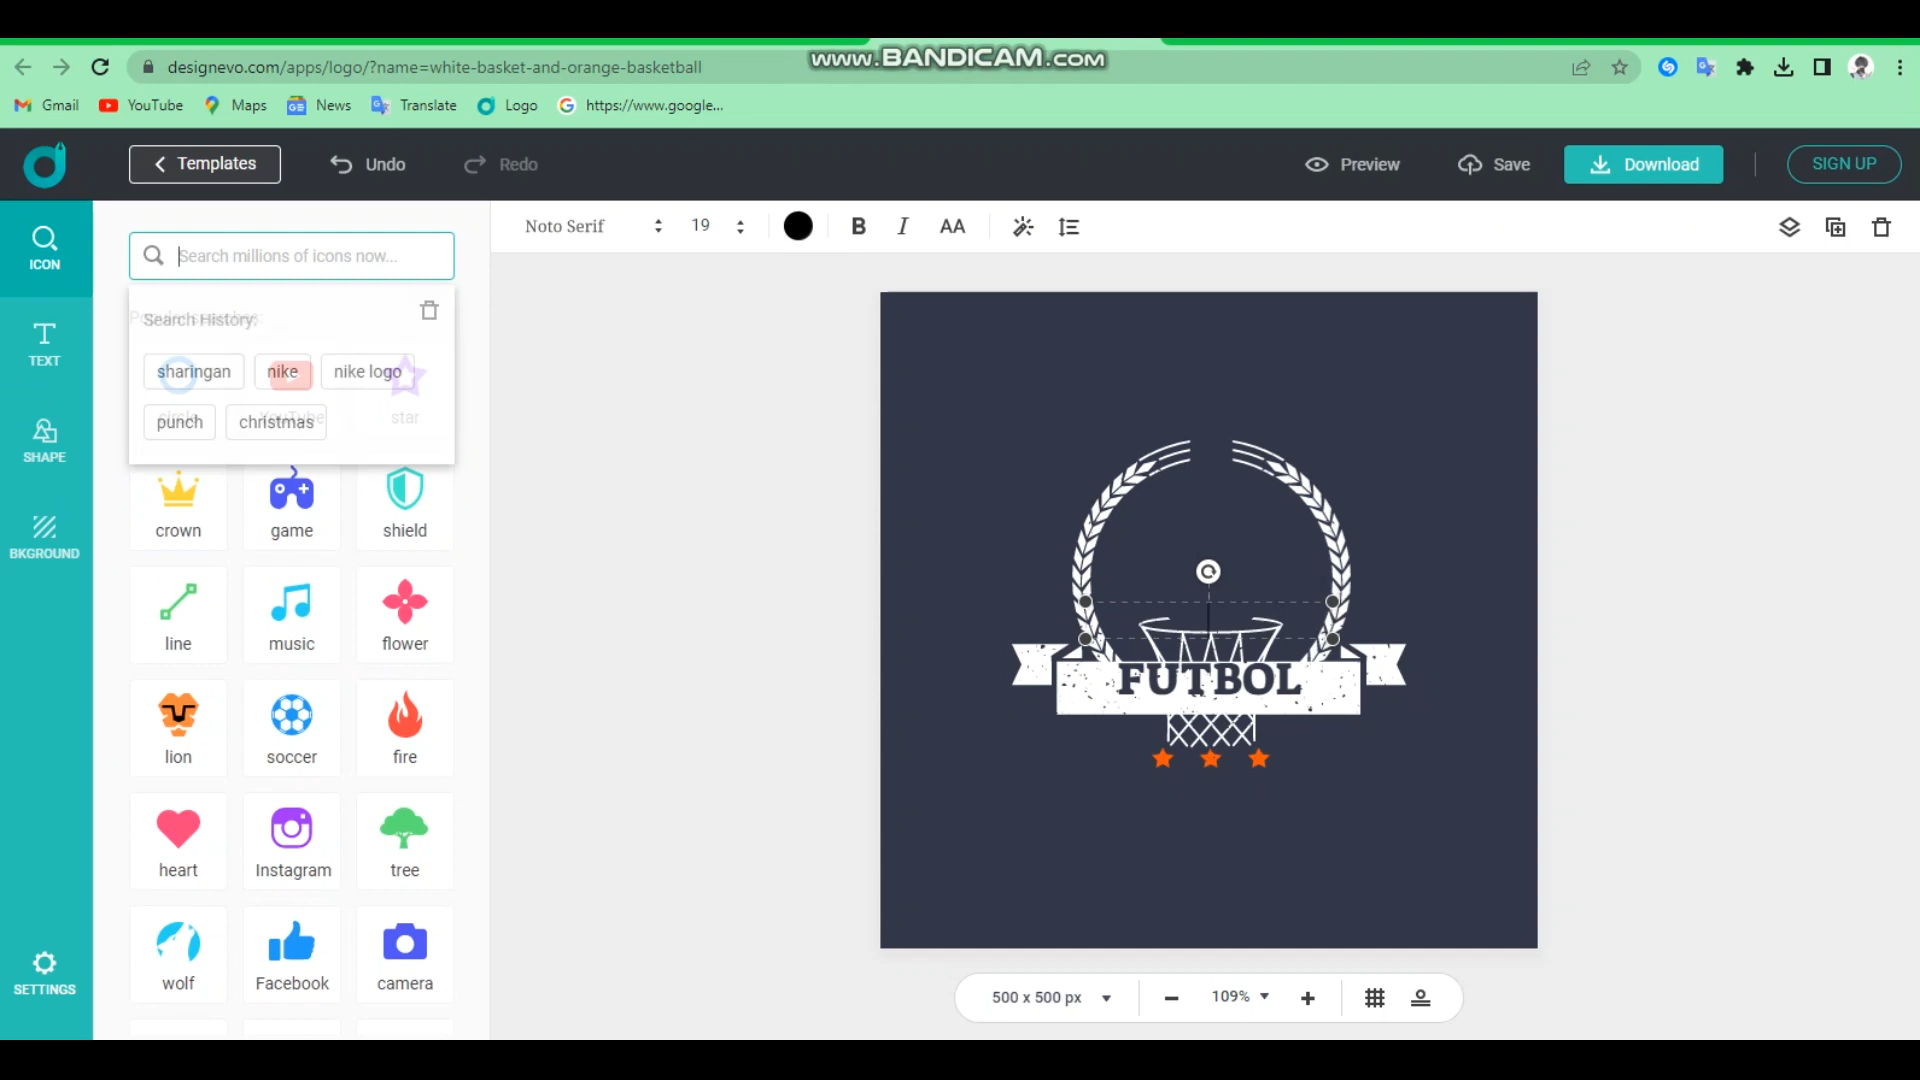 www.BANDICAM.com
designevo.com/apps/logo/?name=white-basket-and-orange-basketball
Gmail YouTube Maps News Translate Logo https://www.google...
Templates Undo Redo Preview Save Download SIGN UP
Noto Serif 19 B I AA
ICON
TEXT
SHAPE
BKGROUND
SETTINGS
Search millions of icons now...
Search History:
sharingan nike nike logo
punch christmas
circle YouTube star
crown game shield
line music flower
lion soccer fire
heart Instagram tree
wolf Facebook camera
FUTBOL
500 x 500 px 109%